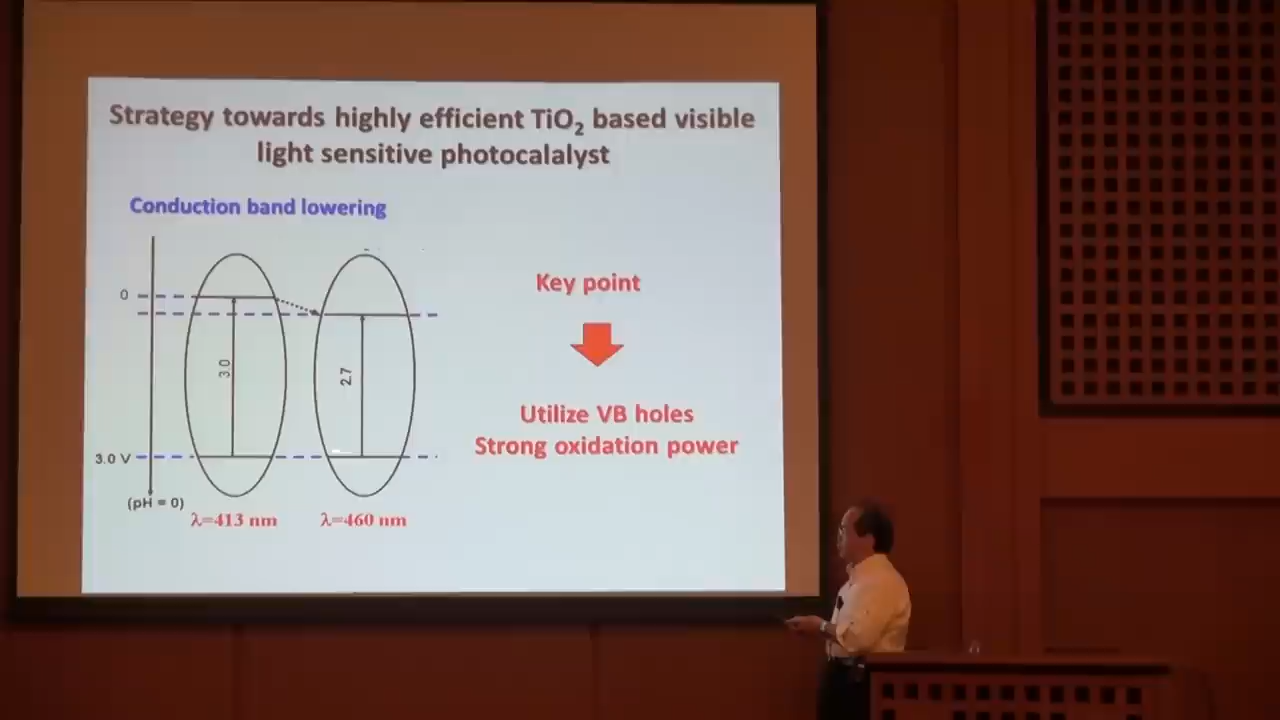 Strategy towards highly efficient TiO₂ based visible
light sensitive photocalalyst
Conduction band lowering
0
3.0
2.7
3.0 V
(pH = 0)
λ=413 nm
λ=460 nm
Key point
Utilize VB holes
Strong oxidation power